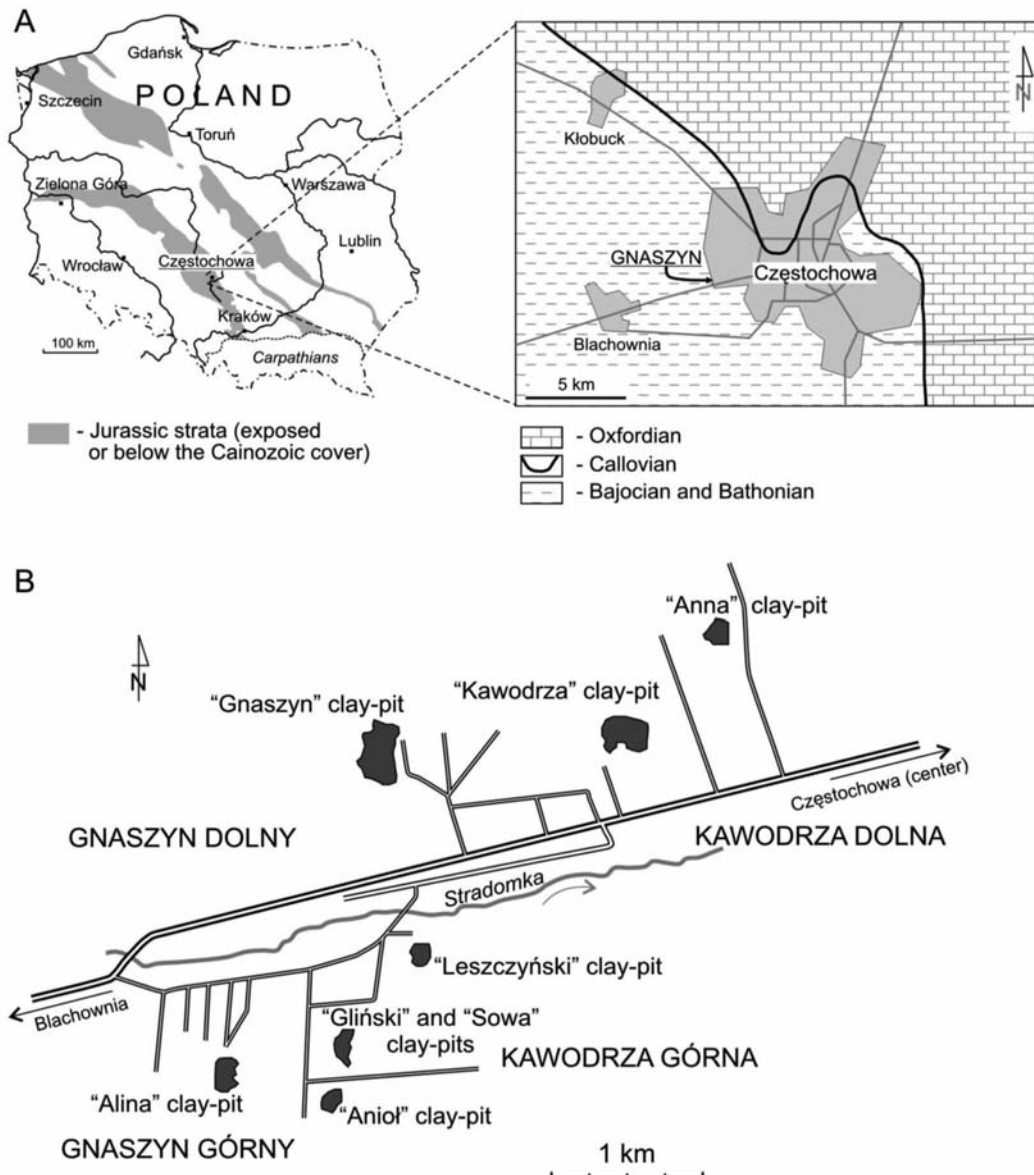 A
Gdańsk
Szczecin
POLAND
Toruń
Zielona Góra
Warszawa
Wrocław
Częstochowa
Lublin
Kraków
100 km
Carpathians
- Jurassic strata (exposed
or below the Cainozoic cover)
N
Kłobuck
GNASZYN
Częstochowa
Blachownia
5 km
- Oxfordian
- Callovian
- Bajocian and Bathonian
B
N
"Anna" clay-pit
"Gnaszyn" clay-pit
"Kawodrza" clay-pit
Częstochowa (center)
GNASZYN DOLNY
KAWODRZA DOLNA
Stradomka
"Leszczyński" clay-pit
Blachownia
"Gliński" and "Sowa"
clay-pits
KAWODRZA GÓRNA
"Alina" clay-pit
"Anioł" clay-pit
GNASZYN GÓRNY
1 km